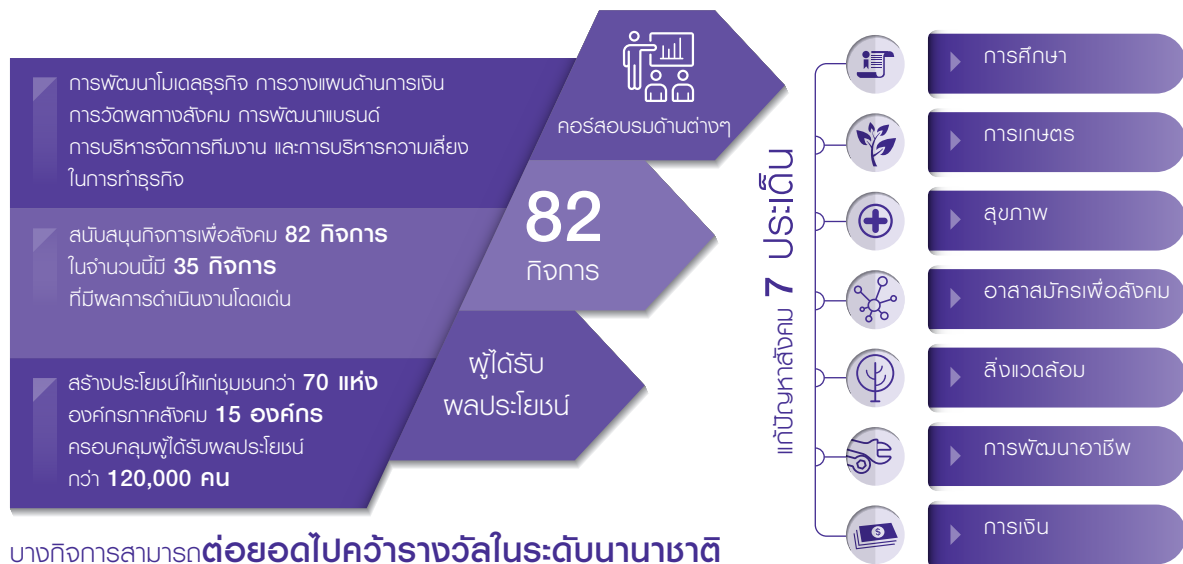 การพัฒนาโมเดลธุรกิจ การวางแผนด้านการเงิน
การวัดผลทางสังคม การพัฒนาแบรนด์
การบริหารจัดการทีมงาน และการบริหารความเสี่ยง
ในการทำธุรกิจ
คอร์สอบรมด้านต่างๆ
สนับสนุนกิจการเพื่อสังคม 82 กิจการ
ในจำนวนนี้มี 35 กิจการ
ที่มีผลการดำเนินงานโดดเด่น
82
กิจการ
สร้างประโยชน์ให้แก่ชุมชนกว่า 70 แห่ง
องค์กรภาคสังคม 15 องค์กร
ครอบคลุมผู้ได้รับผลประโยชน์
กว่า 120,000 คน
ผู้ได้รับ
ผลประโยชน์
บางกิจการสามารถต่อยอดไปคว้ารางวัลในระดับนานาชาติ
แก้ปัญหาสังคม 7 ประเด็น
การศึกษา
การเกษตร
สุขภาพ
อาสาสมัครเพื่อสังคม
สิ่งแวดล้อม
การพัฒนาอาชีพ
การเงิน